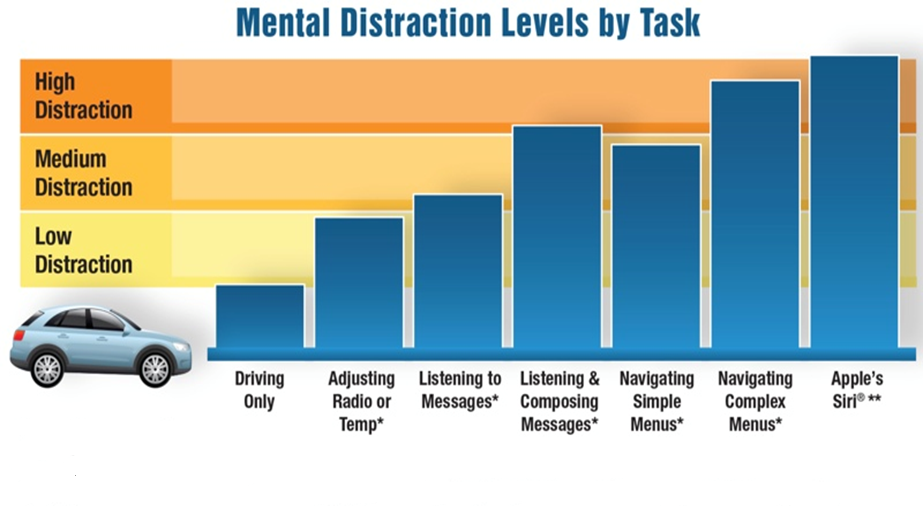 Mental Distraction Levels by Task
High
Distraction
Medium
Distraction
Low
Distraction
Driving
Only
Adjusting
Radio or
Temp*
Listening to
Messages*
Listening &
Composing
Messages*
Navigating
Simple
Menus*
Navigating
Complex
Menus*
Apple’s
Siri® **